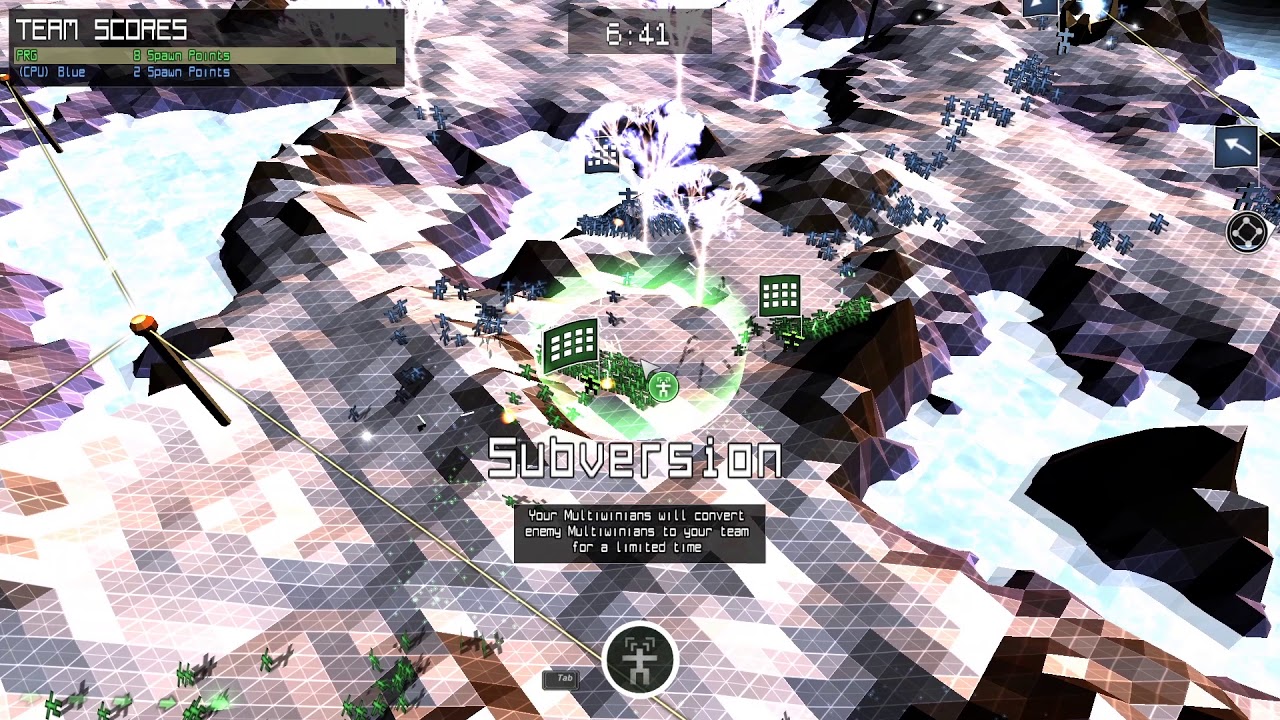 TEAM SCORES
PRG 8 Spawn Points
(CPU) Blue 2 Spawn Points
6:41
Subversion
Your Multiwinians will convert
enemy Multiwinians to your team
for a limited time
Tab